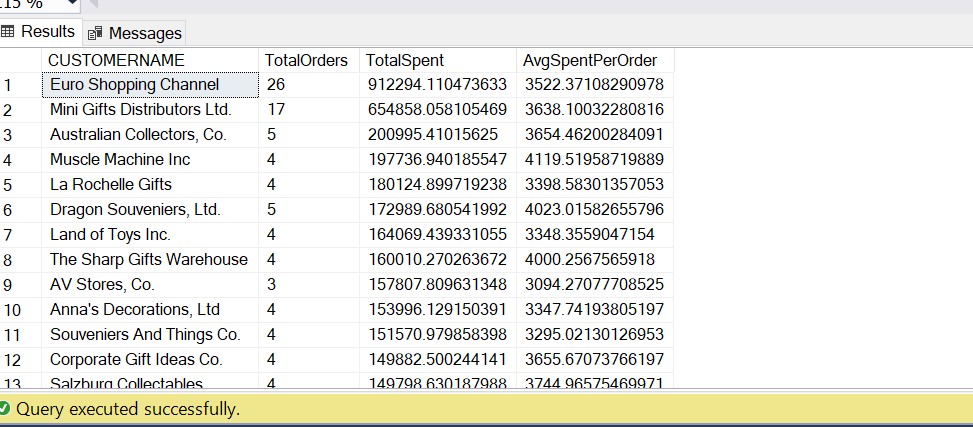 115 %
Results Messages
CUSTOMERNAME TotalOrders TotalSpent AvgSpentPerOrder
1 Euro Shopping Channel 26 912294.110473633 3522.37108290978
2 Mini Gifts Distributors Ltd. 17 654858.058105469 3638.10032280816
3 Australian Collectors, Co. 5 200995.41015625 3654.46200284091
4 Muscle Machine Inc 4 197736.940185547 4119.51958719889
5 La Rochelle Gifts 4 180124.899719238 3398.58301357053
6 Dragon Souveniers, Ltd. 5 172989.680541992 4023.01582655796
7 Land of Toys Inc. 4 164069.439331055 3348.3559047154
8 The Sharp Gifts Warehouse 4 160010.270263672 4000.2567565918
9 AV Stores, Co. 3 157807.809631348 3094.27077708525
10 Anna's Decorations, Ltd 4 153996.129150391 3347.74193805197
11 Souveniers And Things Co. 4 151570.979858398 3295.02130126953
12 Corporate Gift Ideas Co. 4 149882.500244141 3655.67073766197
13 Salzburg Collectables 4 149798.630187988 3744.96575469971
Query executed successfully.